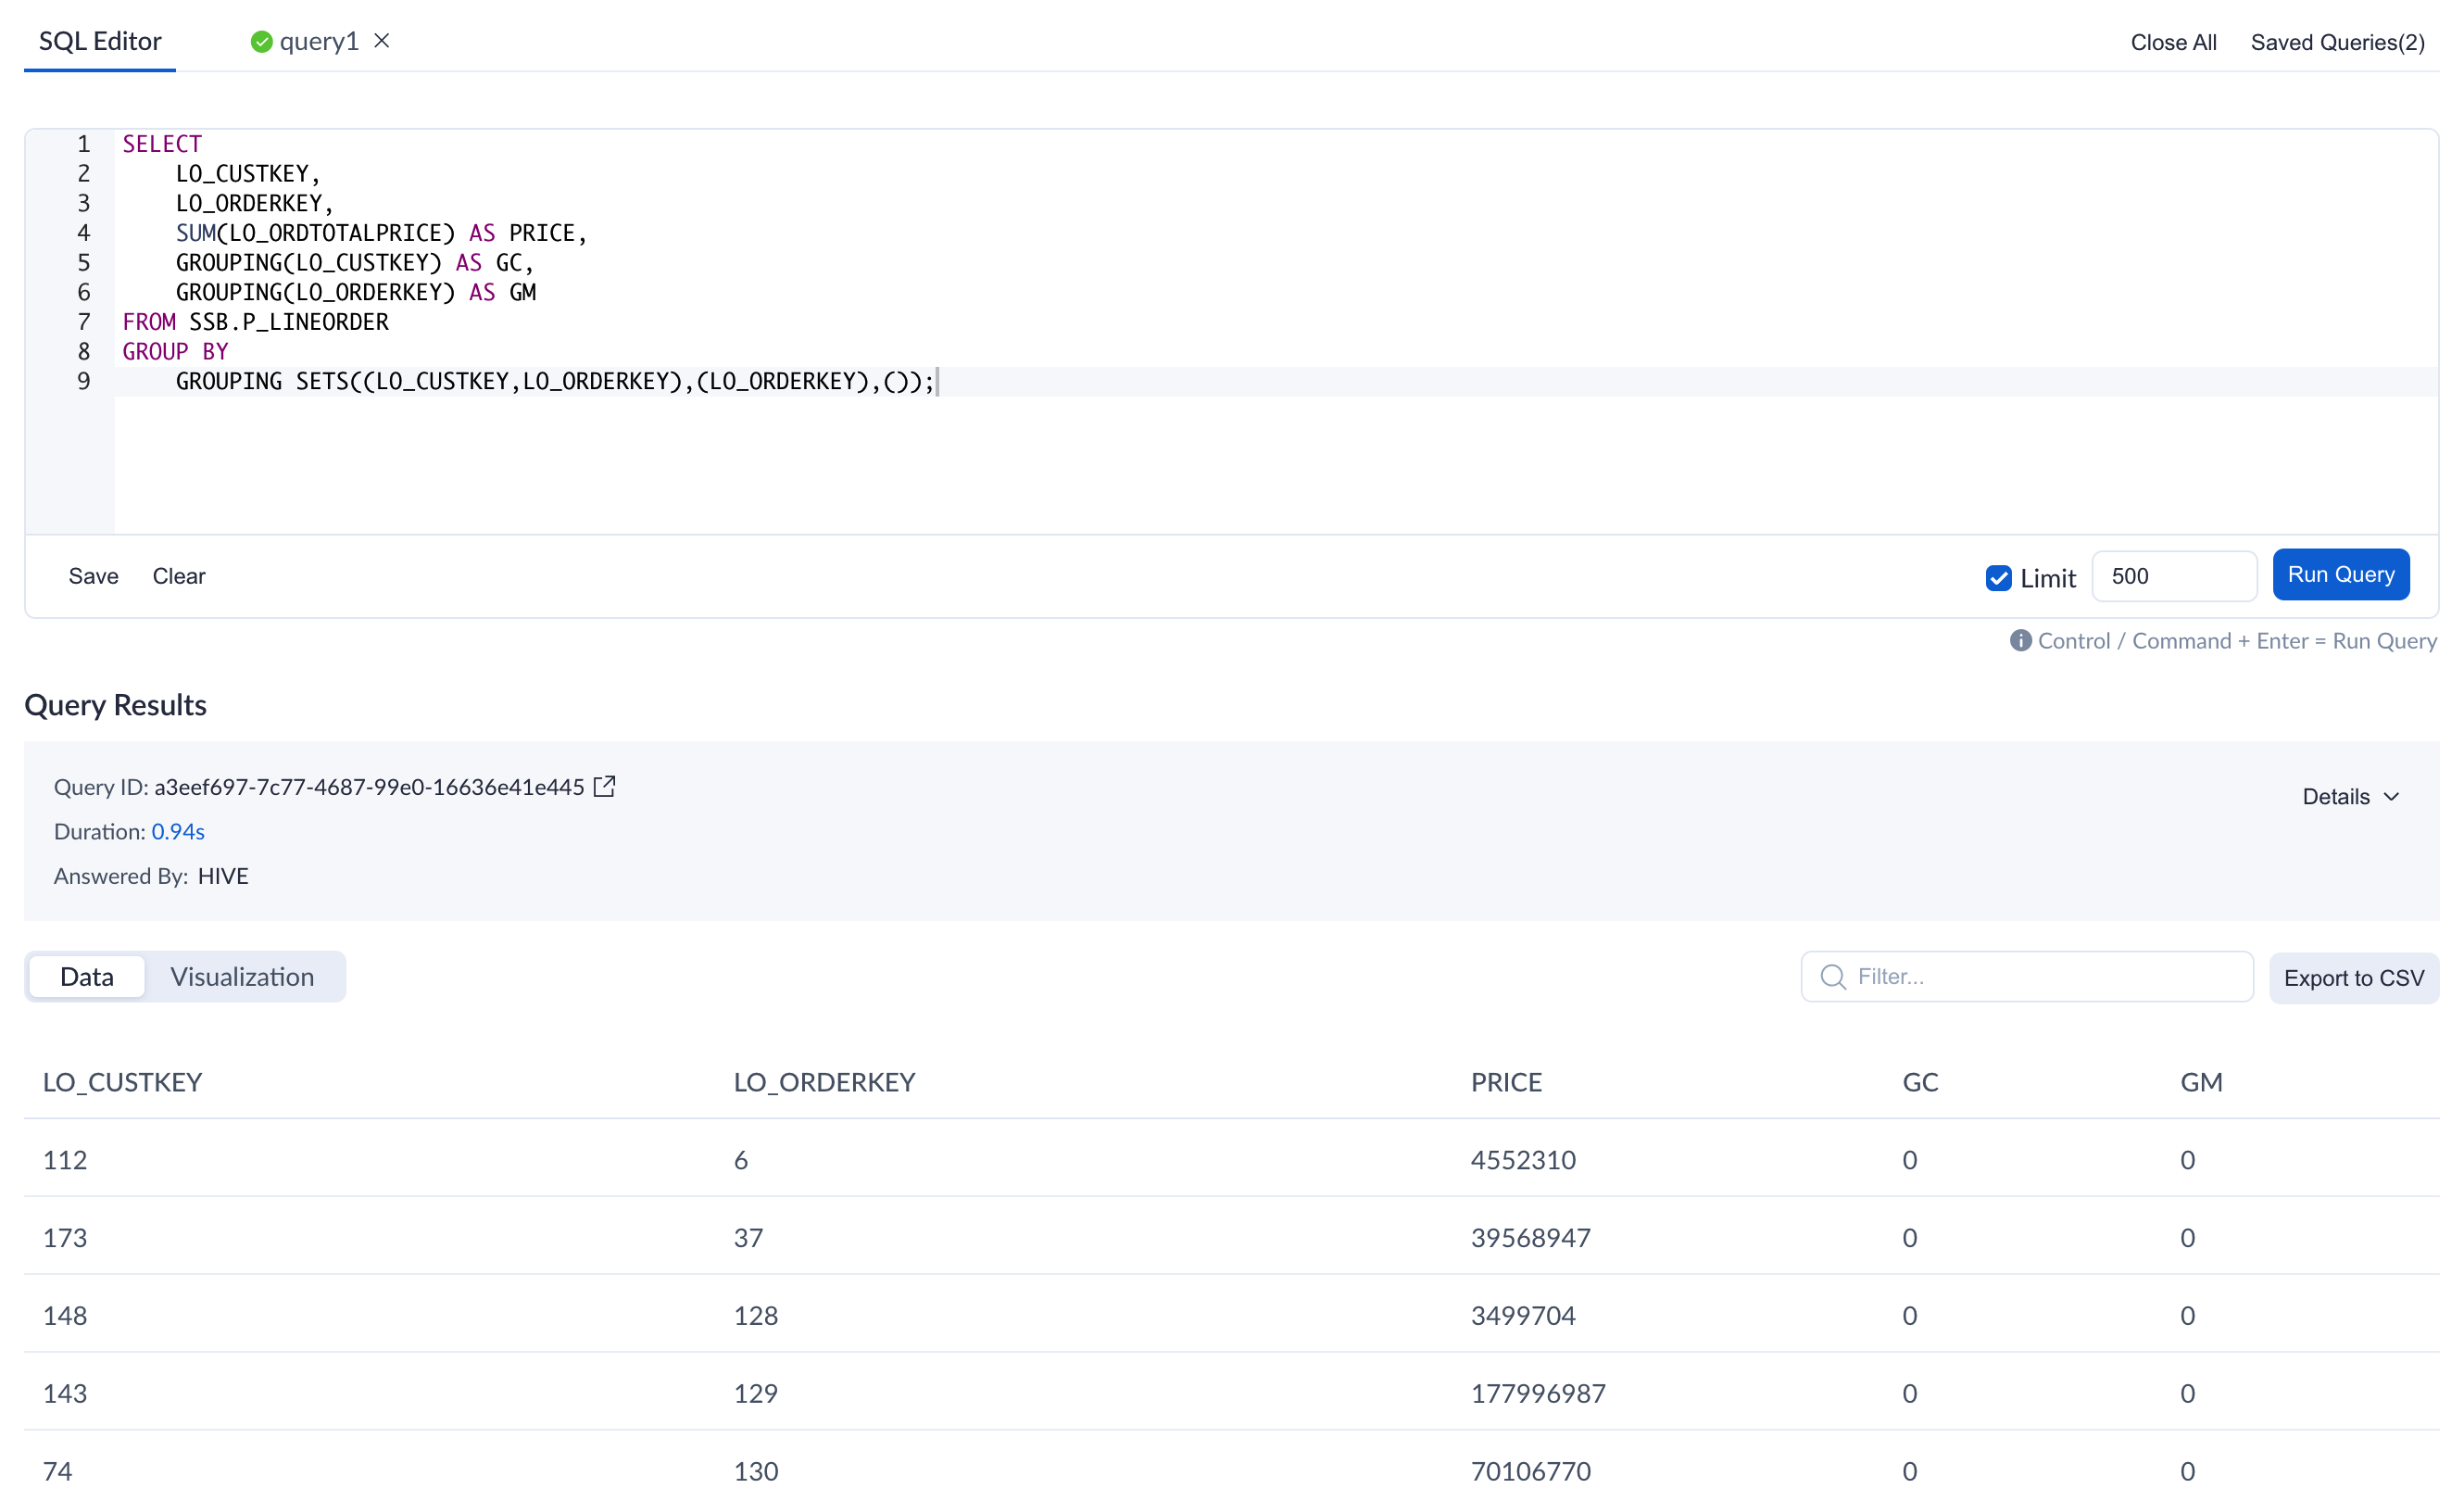 SQL Editor query1 Close All Saved Queries(2)
1 SELECT
2 LO_CUSTKEY,
3 LO_ORDERKEY,
4 SUM(LO_ORDTOTALPRICE) AS PRICE,
5 GROUPING(LO_CUSTKEY) AS GC,
6 GROUPING(LO_ORDERKEY) AS GM
7 FROM SSB.P_LINEORDER
8 GROUP BY
9 GROUPING SETS((LO_CUSTKEY,LO_ORDERKEY),(LO_ORDERKEY),());
Save Clear Limit 500 Run Query
Control / Command + Enter = Run Query
Query Results
Query ID: a3eef697-7c77-4687-99e0-16636e41e445
Details
Duration: 0.94s
Answered By: HIVE
Data Visualization Filter... Export to CSV
LO_CUSTKEY LO_ORDERKEY PRICE GC GM
112 6 4552310 0 0
173 37 39568947 0 0
148 128 3499704 0 0
143 129 177996987 0 0
74 130 70106770 0 0